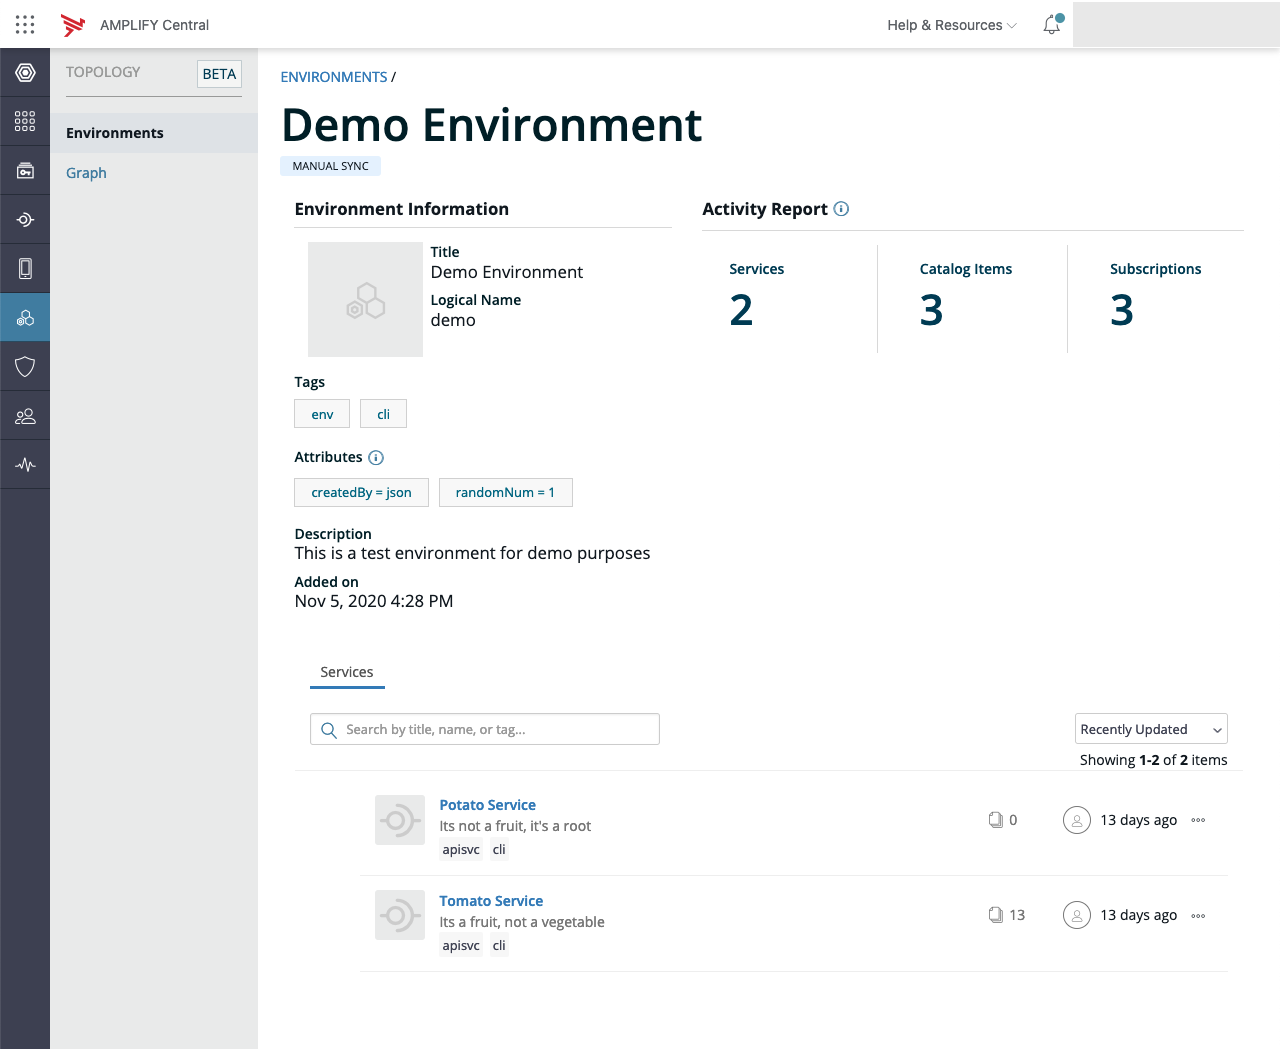 AMPLIFY Central
Help & Resources
TOPOLOGY
BETA
Environments
Graph
ENVIRONMENTS /
Demo Environment
MANUAL SYNC
Environment Information
Title
Demo Environment
Logical Name
demo
Tags
env cli
Attributes
createdBy = json randomNum = 1
Description
This is a test environment for demo purposes
Added on
Nov 5, 2020 4:28 PM
Activity Report
Services
2
Catalog Items
3
Subscriptions
3
Services
Search by title, name, or tag...
Recently Updated
Showing 1-2 of 2 items
Potato Service
Its not a fruit, it's a root
apisvc cli
0
13 days ago
Tomato Service
Its a fruit, not a vegetable
apisvc cli
13
13 days ago